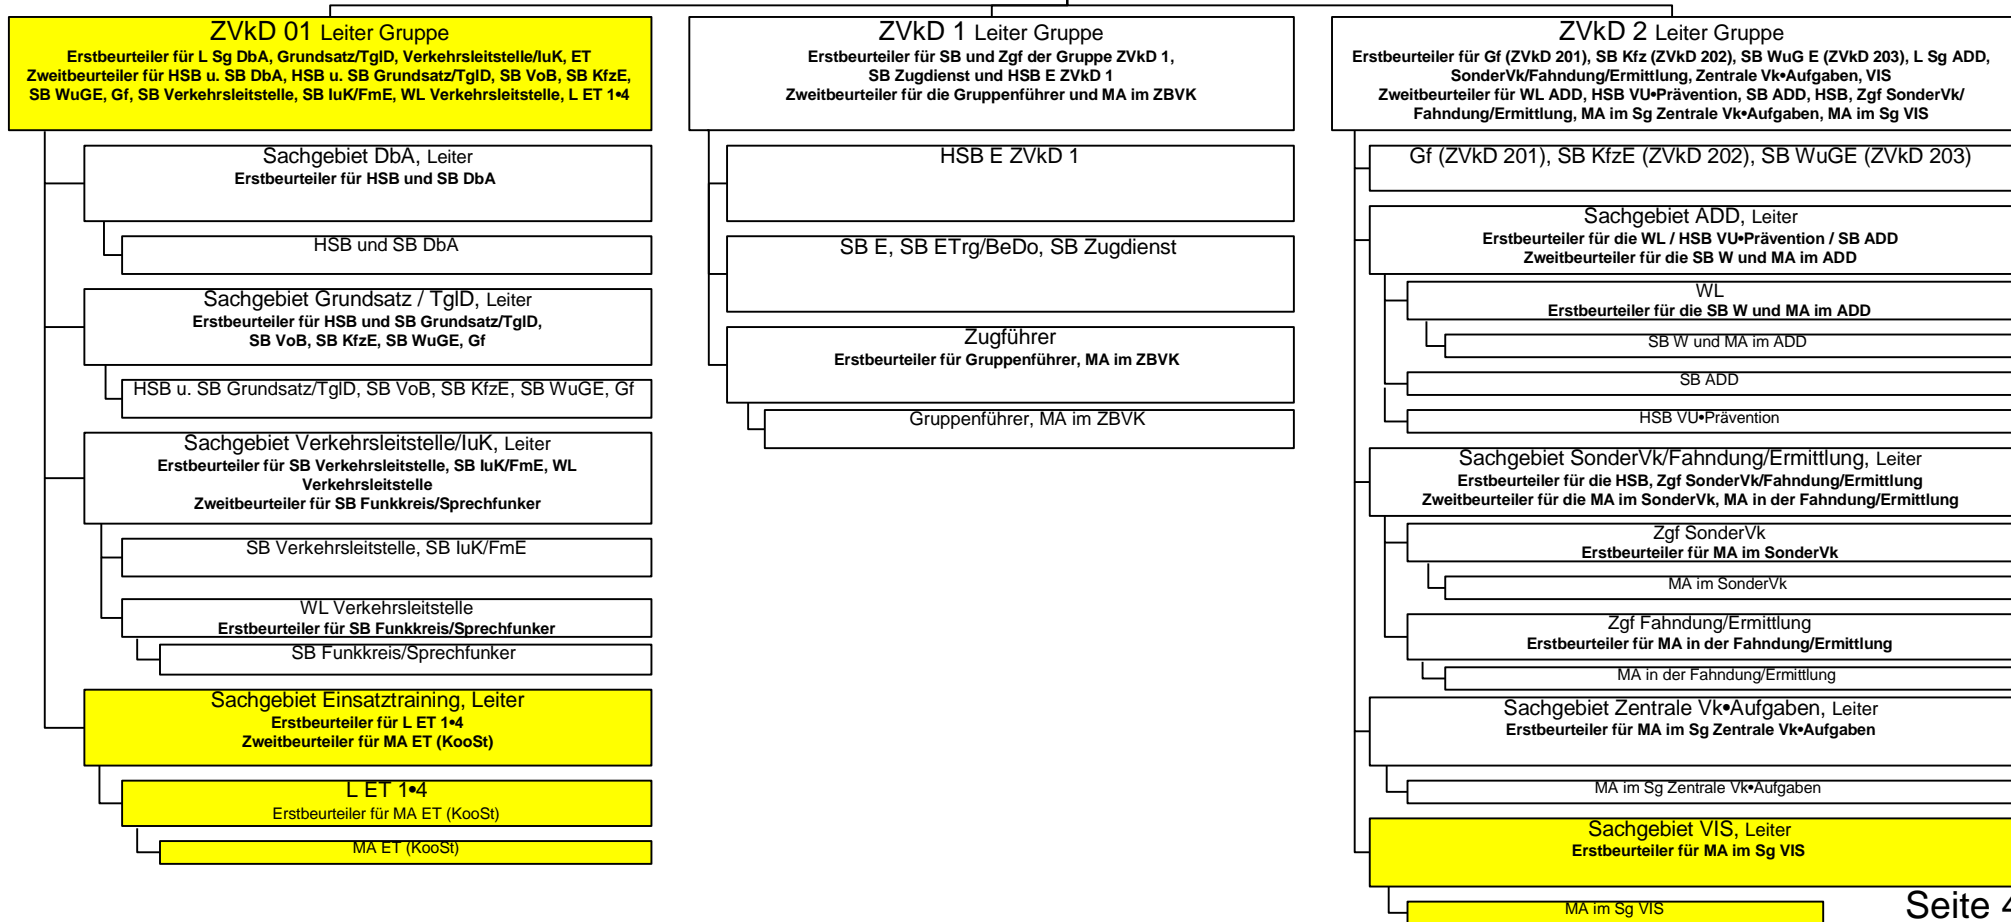 ZVkD 01 Leiter Gruppe
Erstbeurteiler für L Sg DbA, Grundsatz/TglD, Verkehrsleitstelle/IuK, ET
Zweitbeurteiler für HSB u. SB DbA, HSB u. SB Grundsatz/TglD, SB VoB, SB KfzE,
SB WuGE, Gf, SB Verkehrsleitstelle, SB IuK/FmE, WL Verkehrsleitstelle, L ET 1•4
Sachgebiet DbA, Leiter
Erstbeurteiler für HSB und SB DbA
HSB und SB DbA
Sachgebiet Grundsatz / TglD, Leiter
Erstbeurteiler für HSB und SB Grundsatz/TglD,
SB VoB, SB KfzE, SB WuGE, Gf
HSB u. SB Grundsatz/TglD, SB VoB, SB KfzE, SB WuGE, Gf
Sachgebiet Verkehrsleitstelle/IuK, Leiter
Erstbeurteiler für SB Verkehrsleitstelle, SB IuK/FmE, WL
Verkehrsleitstelle
Zweitbeurteiler für SB Funkkreis/Sprechfunker
SB Verkehrsleitstelle, SB IuK/FmE
WL Verkehrsleitstelle
Erstbeurteiler für SB Funkkreis/Sprechfunker
SB Funkkreis/Sprechfunker
Sachgebiet Einsatztraining, Leiter
Erstbeurteiler für L ET 1•4
Zweitbeurteiler für MA ET (KooSt)
L ET 1•4
Erstbeurteiler für MA ET (KooSt)
MA ET (KooSt)
ZVkD 1 Leiter Gruppe
Erstbeurteiler für SB und Zgf der Gruppe ZVkD 1,
SB Zugdienst und HSB E ZVkD 1
Zweitbeurteiler für die Gruppenführer und MA im ZBVK
HSB E ZVkD 1
SB E, SB ETrg/BeDo, SB Zugdienst
Zugführer
Erstbeurteiler für Gruppenführer, MA im ZBVK
Gruppenführer, MA im ZBVK
ZVkD 2 Leiter Gruppe
Erstbeurteiler für Gf (ZVkD 201), SB Kfz (ZVkD 202), SB WuG E (ZVkD 203), L Sg ADD,
SonderVk/Fahndung/Ermittlung, Zentrale Vk•Aufgaben, VIS
Zweitbeurteiler für WL ADD, HSB VU•Prävention, SB ADD, HSB, Zgf SonderVk/
Fahndung/Ermittlung, MA im Sg Zentrale Vk•Aufgaben, MA im Sg VIS
Gf (ZVkD 201), SB KfzE (ZVkD 202), SB WuGE (ZVkD 203)
Sachgebiet ADD, Leiter
Erstbeurteiler für die WL / HSB VU•Prävention / SB ADD
Zweitbeurteiler für die SB W und MA im ADD
WL
Erstbeurteiler für die SB W und MA im ADD
SB W und MA im ADD
SB ADD
HSB VU•Prävention
Sachgebiet SonderVk/Fahndung/Ermittlung, Leiter
Erstbeurteiler für die HSB, Zgf SonderVk/Fahndung/Ermittlung
Zweitbeurteiler für die MA im SonderVk, MA in der Fahndung/Ermittlung
Zgf SonderVk
Erstbeurteiler für MA im SonderVk
MA im SonderVk
Zgf Fahndung/Ermittlung
Erstbeurteiler für MA in der Fahndung/Ermittlung
MA in der Fahndung/Ermittlung
Sachgebiet Zentrale Vk•Aufgaben, Leiter
Erstbeurteiler für MA im Sg Zentrale Vk•Aufgaben
MA im Sg Zentrale Vk•Aufgaben
Sachgebiet VIS, Leiter
Erstbeurteiler für MA im Sg VIS
MA im Sg VIS
Seite 4